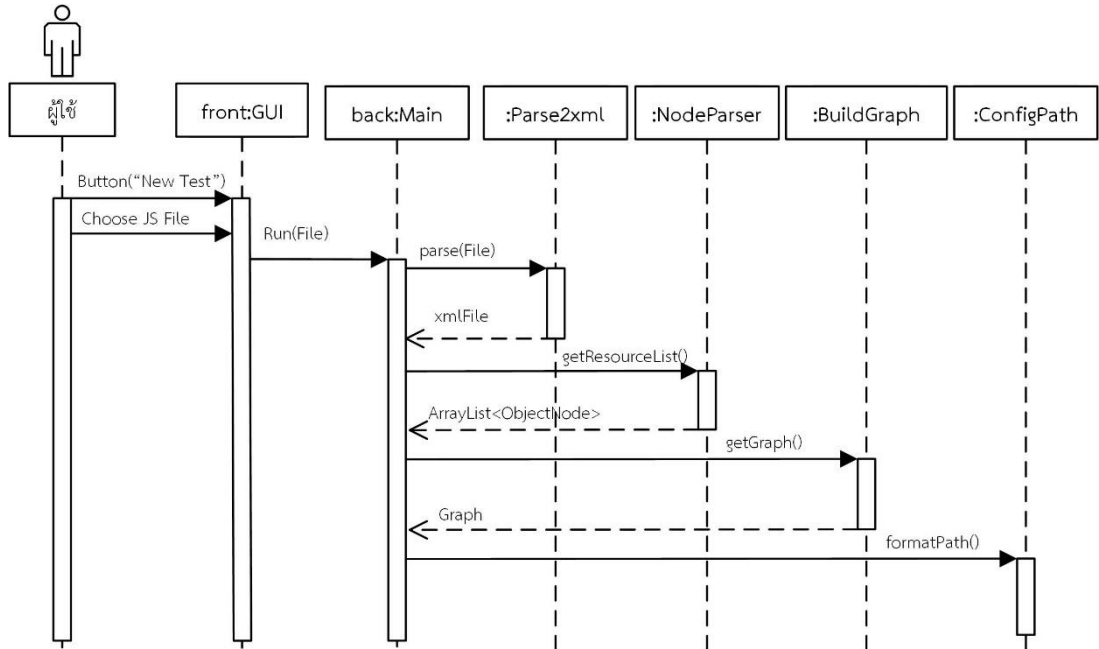 ผู้ใช้
front:GUI
back:Main
:Parse2xml
:NodeParser
:BuildGraph
:ConfigPath
Button(“New Test”)
Choose JS File
Run(File)
parse(File)
xmlFile
getResourceList()
ArrayList<ObjectNode>
getGraph()
Graph
formatPath()